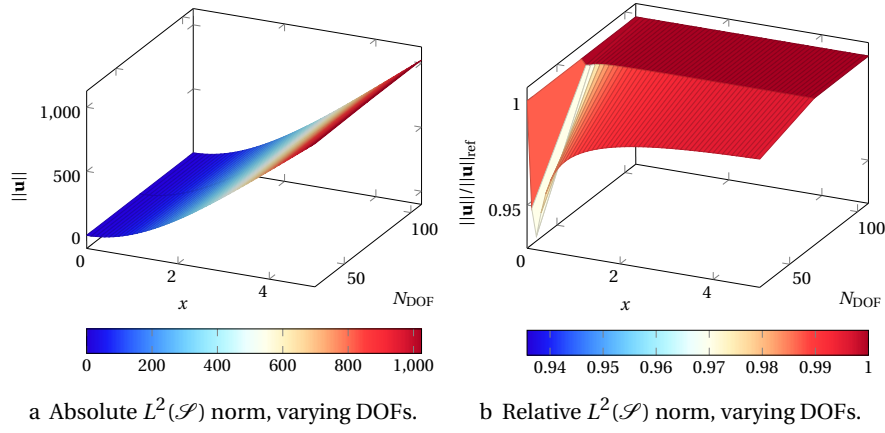 1,000
500
0
||u||
0
2
4
x
50
100
N_DOF
0 200 400 600 800 1,000
a Absolute L²(𝒮) norm, varying DOFs.
1
0.95
||u||/||u||_ref
0
2
4
x
50
100
N_DOF
0.94 0.95 0.96 0.97 0.98 0.99 1
b Relative L²(𝒮) norm, varying DOFs.